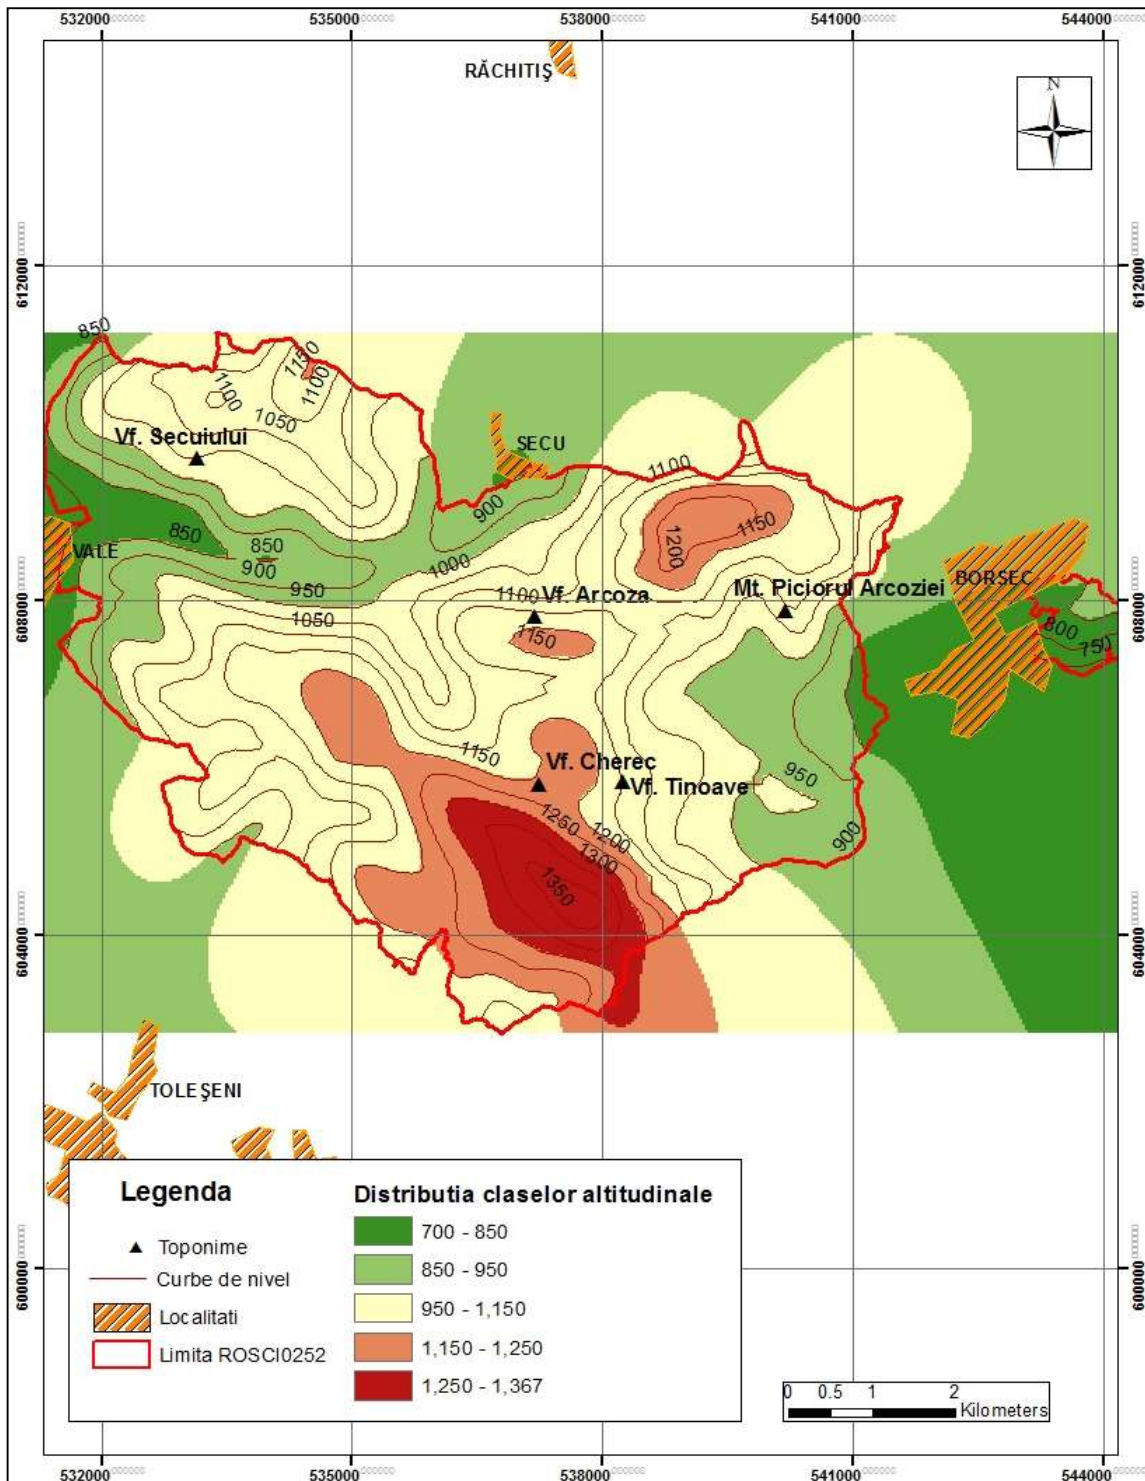 532000 535000 538000 541000 544000
RĂCHITIŞ
N
612000 612000
850
1150
1100 1100
1050
Vf. Secuiului
SECU
1100
900
1150
1200
850
VALE
850
900
1000
950
1100 Vf. Arcoza
Mt. Piciorul Arcoziei
BORSEC
608000 608000
1050
1150
800
750
1150
Vf. Cherec
Vf. Tinoave
950
1250
1200
1300
900
1350
604000 604000
TOLEŞENI
Legenda
Toponime
Curbe de nivel
Localitati
Limita ROSCI0252
Distributia claselor altitudinale
700 - 850
850 - 950
950 - 1,150
1,150 - 1,250
1,250 - 1,367
600000 600000
0 0.5 1 2
Kilometers
532000 535000 538000 541000 544000